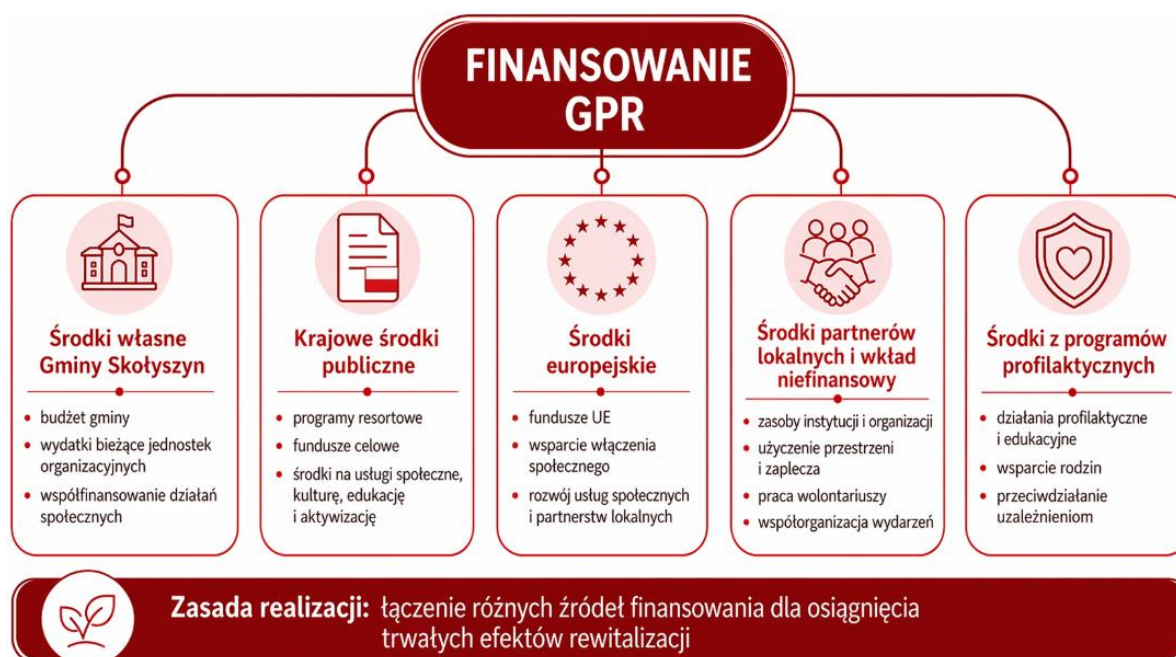 FINANSOWANIE
GPR
Środki własne
Gminy Skołyszyn
• budżet gminy
• wydatki bieżące jednostek
organizacyjnych
• współfinansowanie działań
społecznych
Krajowe środki
publiczne
• programy resortowe
• fundusze celowe
• środki na usługi społeczne,
kulturę, edukację
i aktywizację
Środki
europejskie
• fundusze UE
• wsparcie włączenia
społecznego
• rozwój usług społecznych
i partnerstw lokalnych
Środki partnerów
lokalnych i wkład
niefinansowy
• zasoby instytucji i organizacji
• użyczenie przestrzeni
i zaplecza
• praca wolontariuszy
• współorganizacja wydarzeń
Środki z programów
profilaktycznych
• działania profilaktyczne
i edukacyjne
• wsparcie rodzin
• przeciwdziałanie
uzależnieniom
Zasada realizacji: łączenie różnych źródeł finansowania dla osiągnięcia
trwałych efektów rewitalizacji